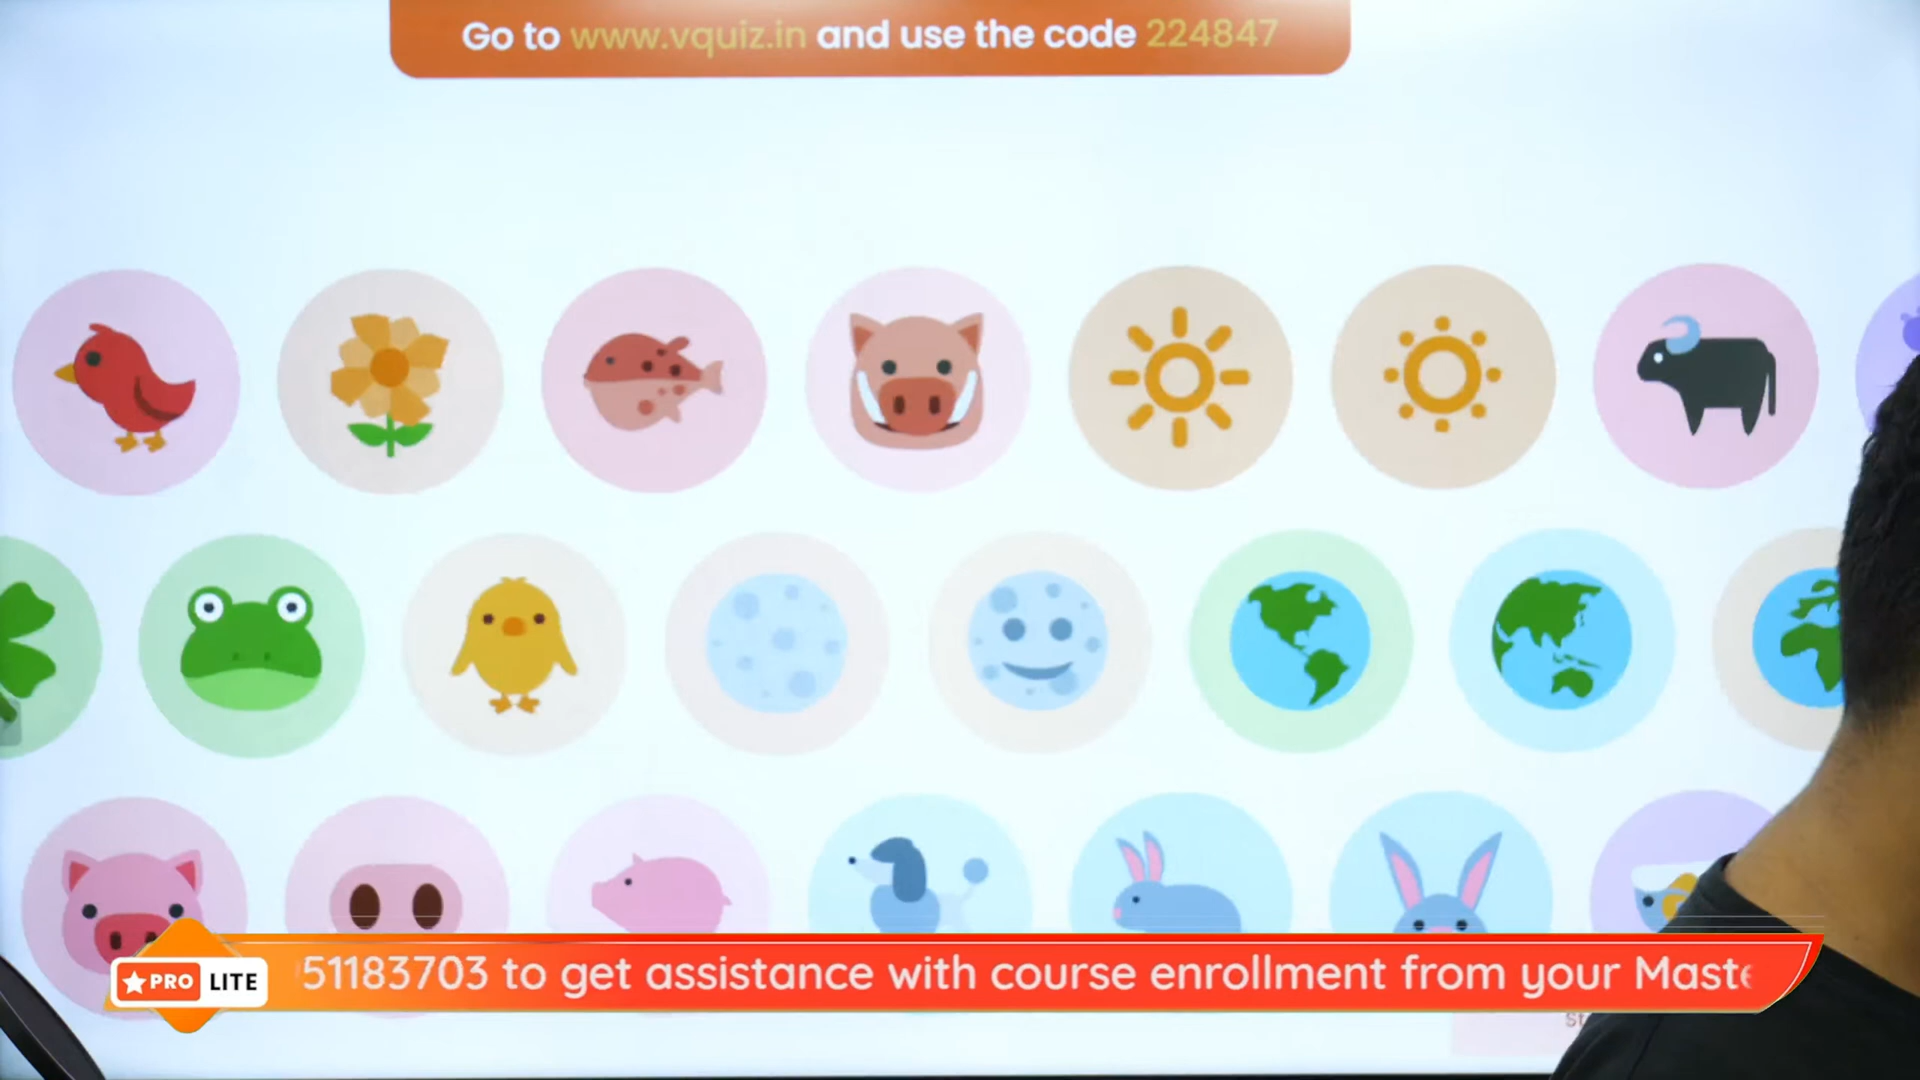 Go to www.vquiz.in and use the code 224847
PRO LITE
51183703 to get assistance with course enrollment from your Maste